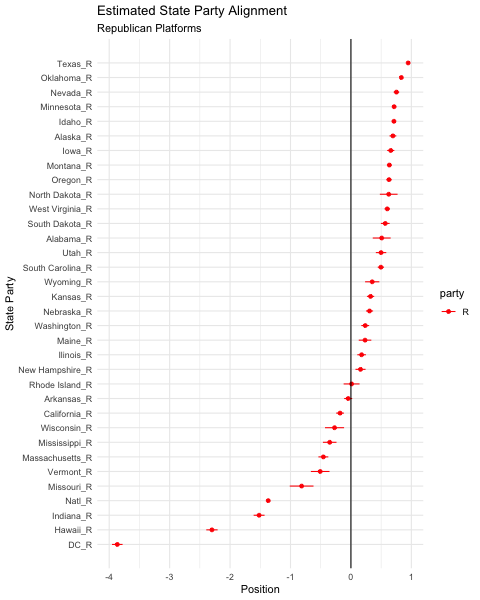 Estimated State Party Alignment
Republican Platforms
State Party
Texas_R
Oklahoma_R
Nevada_R
Minnesota_R
Idaho_R
Alaska_R
Iowa_R
Montana_R
Oregon_R
North Dakota_R
West Virginia_R
South Dakota_R
Alabama_R
Utah_R
South Carolina_R
Wyoming_R
Kansas_R
Nebraska_R
Washington_R
Maine_R
Ilinois_R
New Hampshire_R
Rhode Island_R
Arkansas_R
California_R
Wisconsin_R
Mississippi_R
Massachusetts_R
Vermont_R
Missouri_R
Natl_R
Indiana_R
Hawaii_R
DC_R
-4 -3 -2 -1 0 1
Position
party
R